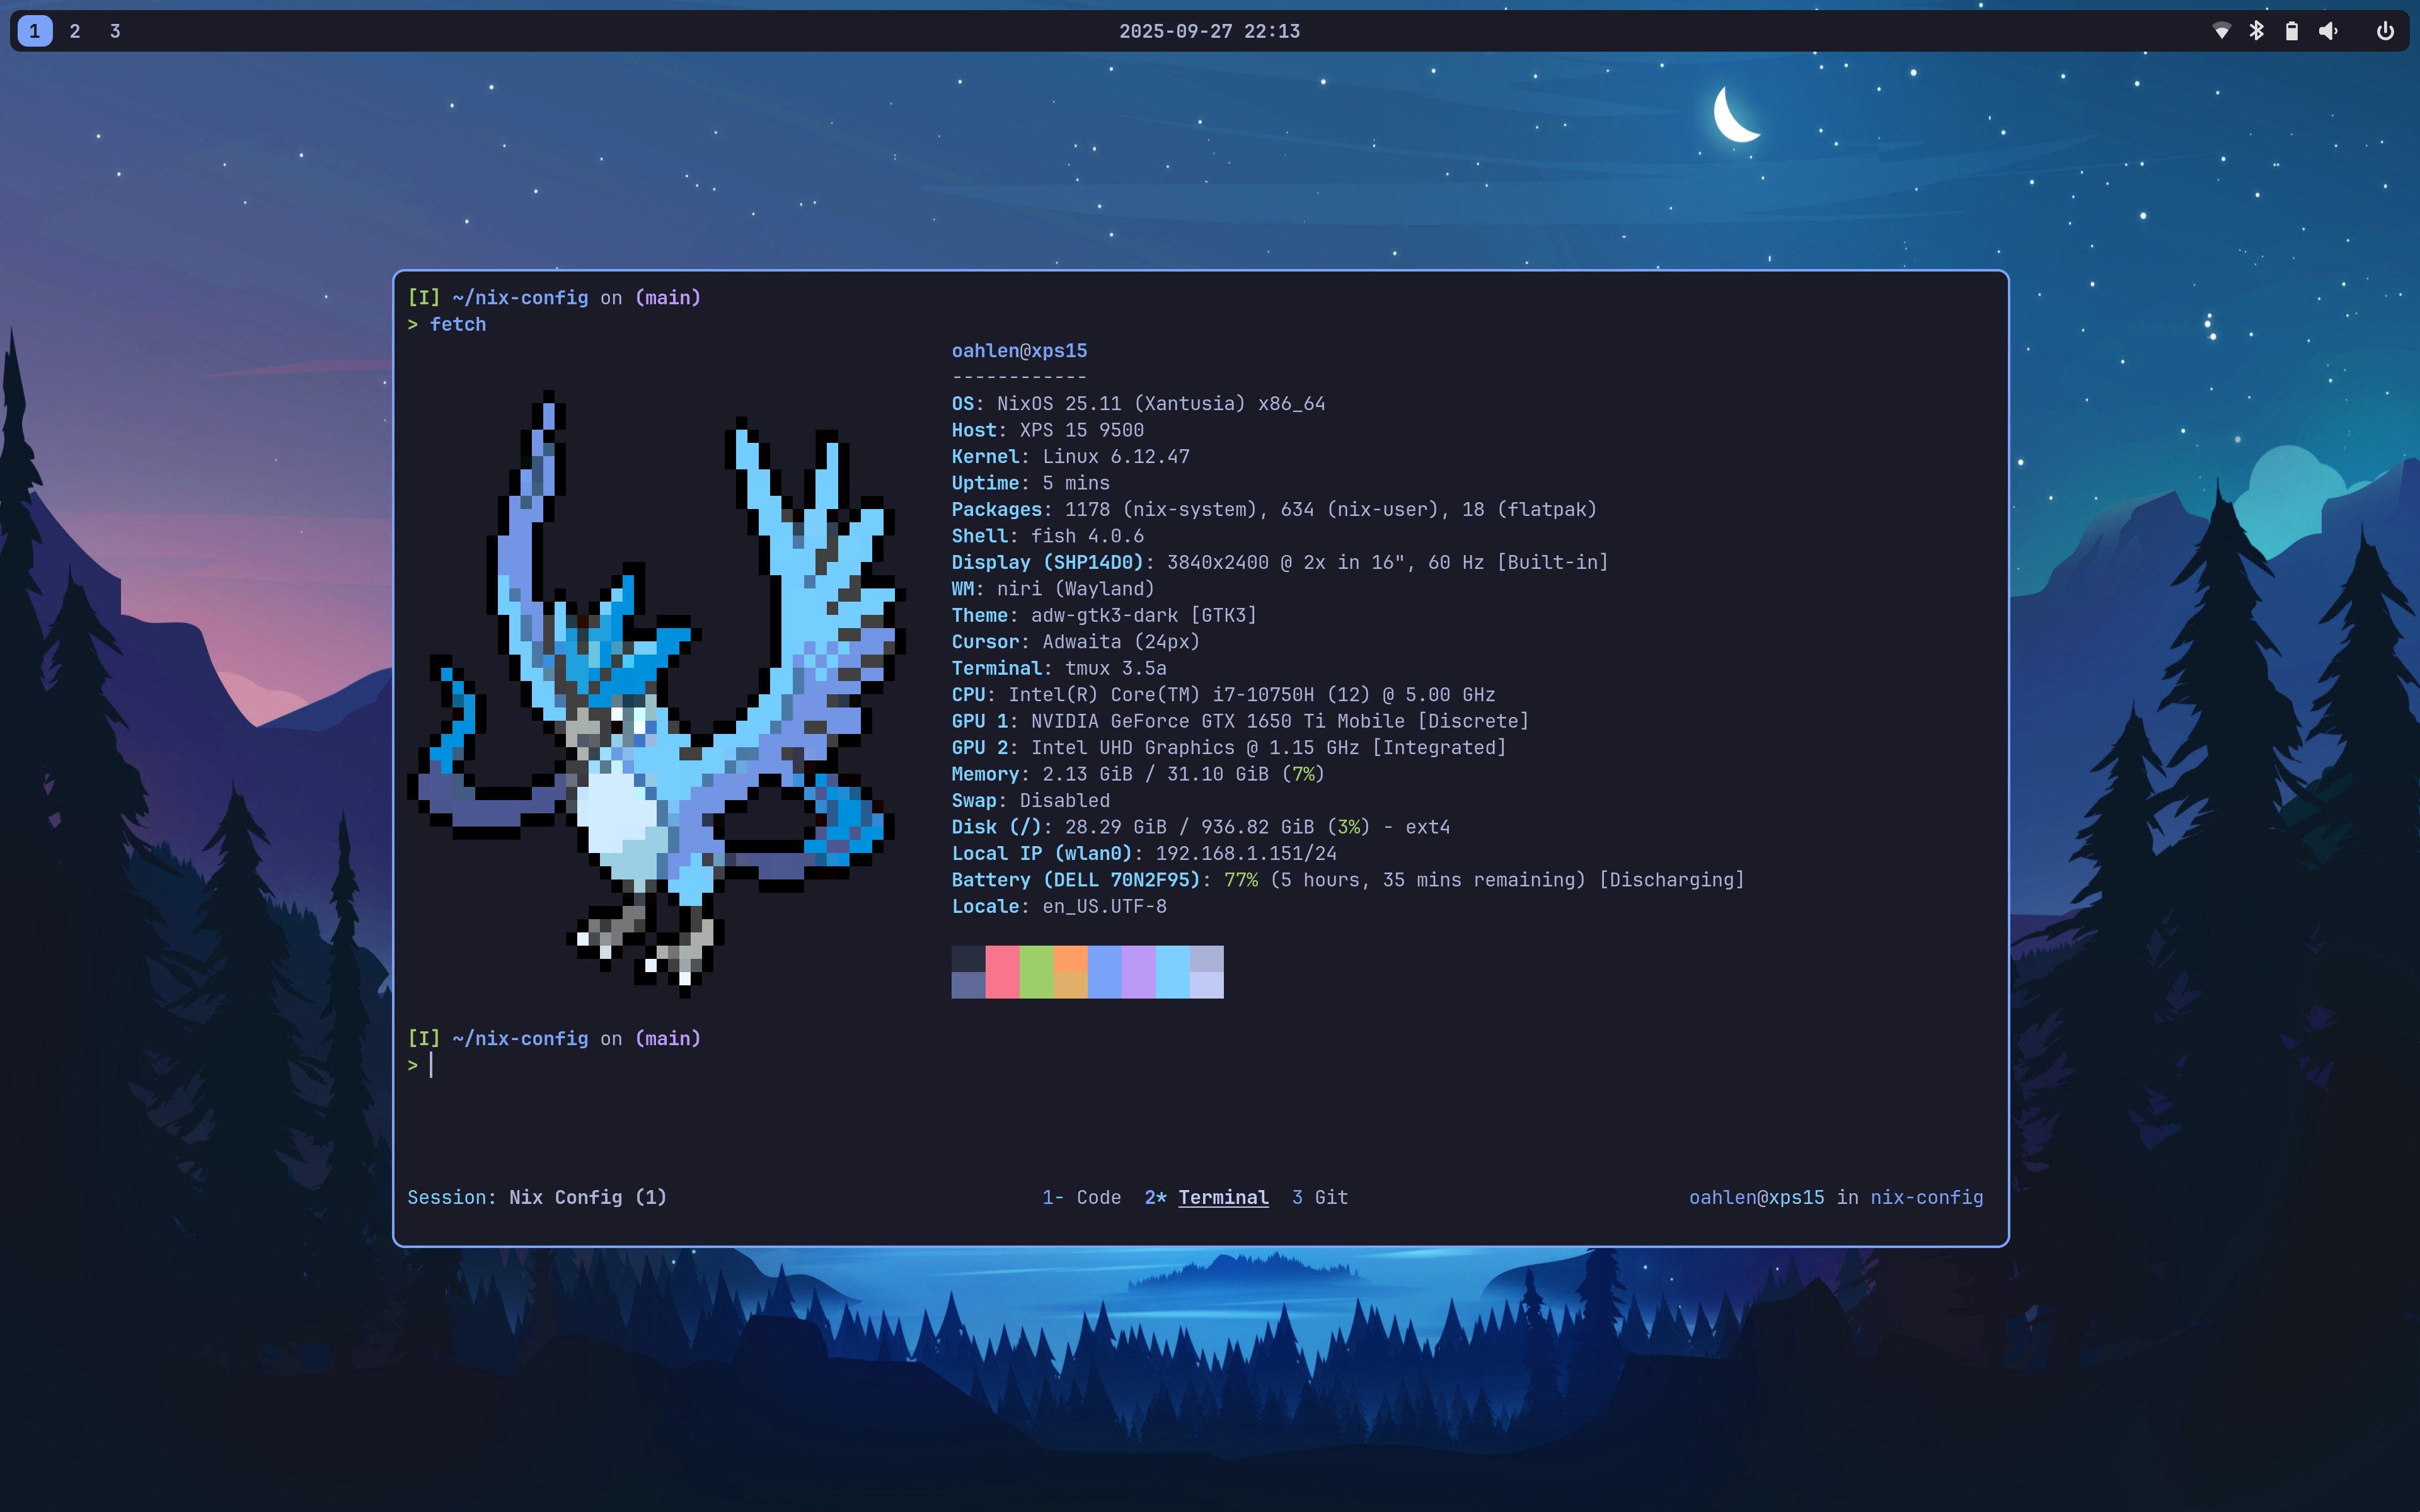 1 2 3 2025-09-27 22:13
[I] ~/nix-config on (main)
> fetch
oahlen@xps15
------------
OS: NixOS 25.11 (Xantusia) x86_64
Host: XPS 15 9500
Kernel: Linux 6.12.47
Uptime: 5 mins
Packages: 1178 (nix-system), 634 (nix-user), 18 (flatpak)
Shell: fish 4.0.6
Display (SHP14D0): 3840x2400 @ 2x in 16", 60 Hz [Built-in]
WM: niri (Wayland)
Theme: adw-gtk3-dark [GTK3]
Cursor: Adwaita (24px)
Terminal: tmux 3.5a
CPU: Intel(R) Core(TM) i7-10750H (12) @ 5.00 GHz
GPU 1: NVIDIA GeForce GTX 1650 Ti Mobile [Discrete]
GPU 2: Intel UHD Graphics @ 1.15 GHz [Integrated]
Memory: 2.13 GiB / 31.10 GiB (7%)
Swap: Disabled
Disk (/): 28.29 GiB / 936.82 GiB (3%) - ext4
Local IP (wlan0): 192.168.1.151/24
Battery (DELL 70N2F95): 77% (5 hours, 35 mins remaining) [Discharging]
Locale: en_US.UTF-8
[I] ~/nix-config on (main)
>
Session: Nix Config (1) 1- Code 2* Terminal 3 Git oahlen@xps15 in nix-config